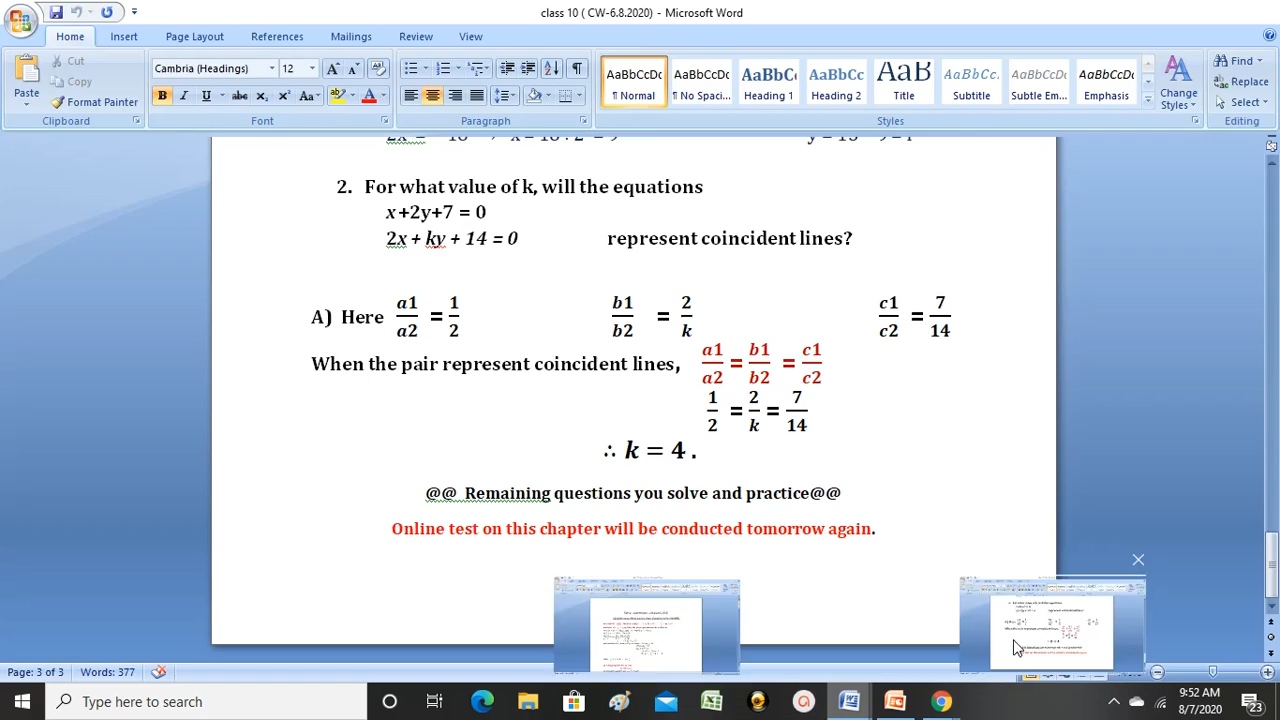 class 10 ( CW-6.8.2020) - Microsoft Word
Home Insert Page Layout References Mailings Review View
Paste Cut Copy Format Painter
Cambria (Headings) 12
AaBbCcDc AaBbCcDc AaBbCc AaBbCc AaB AaBbCcL AaBbCcDc AaBbCcDc
¶ Normal ¶ No Spaci... Heading 1 Heading 2 Title Subtitle Subtle Em... Emphasis
Change Styles
Find Replace Select
Clipboard Font Paragraph Styles Editing
2. For what value of k, will the equations
x+2y+7 = 0
2x + ky + 14 = 0 represent coincident lines?
A) Here a1/a2 = 1/2 b1/b2 = 2/k c1/c2 = 7/14
When the pair represent coincident lines, a1/a2 = b1/b2 = c1/c2
1/2 = 2/k = 7/14
∴ k = 4 .
@@ Remaining questions you solve and practice@@
Online test on this chapter will be conducted tomorrow again.
Page: 3 of 3 Words: 377
Type here to search
9:52 AM
8/7/2020
23